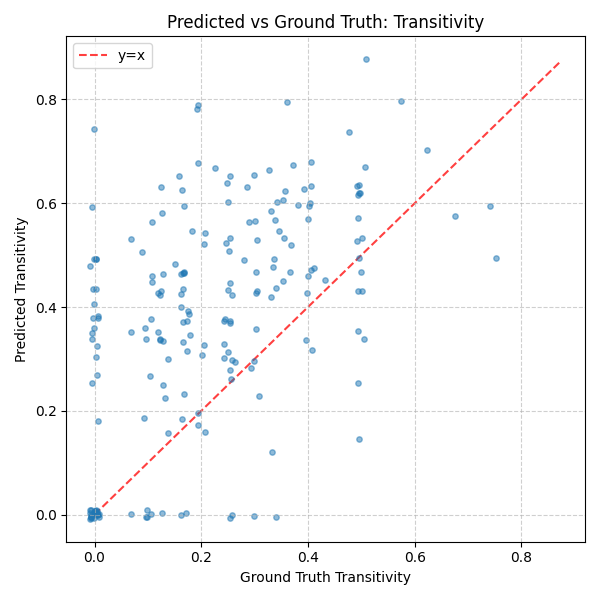 Predicted vs Ground Truth: Transitivity
y=x
Predicted Transitivity
0.8
0.6
0.4
0.2
0.0
0.0 0.2 0.4 0.6 0.8
Ground Truth Transitivity